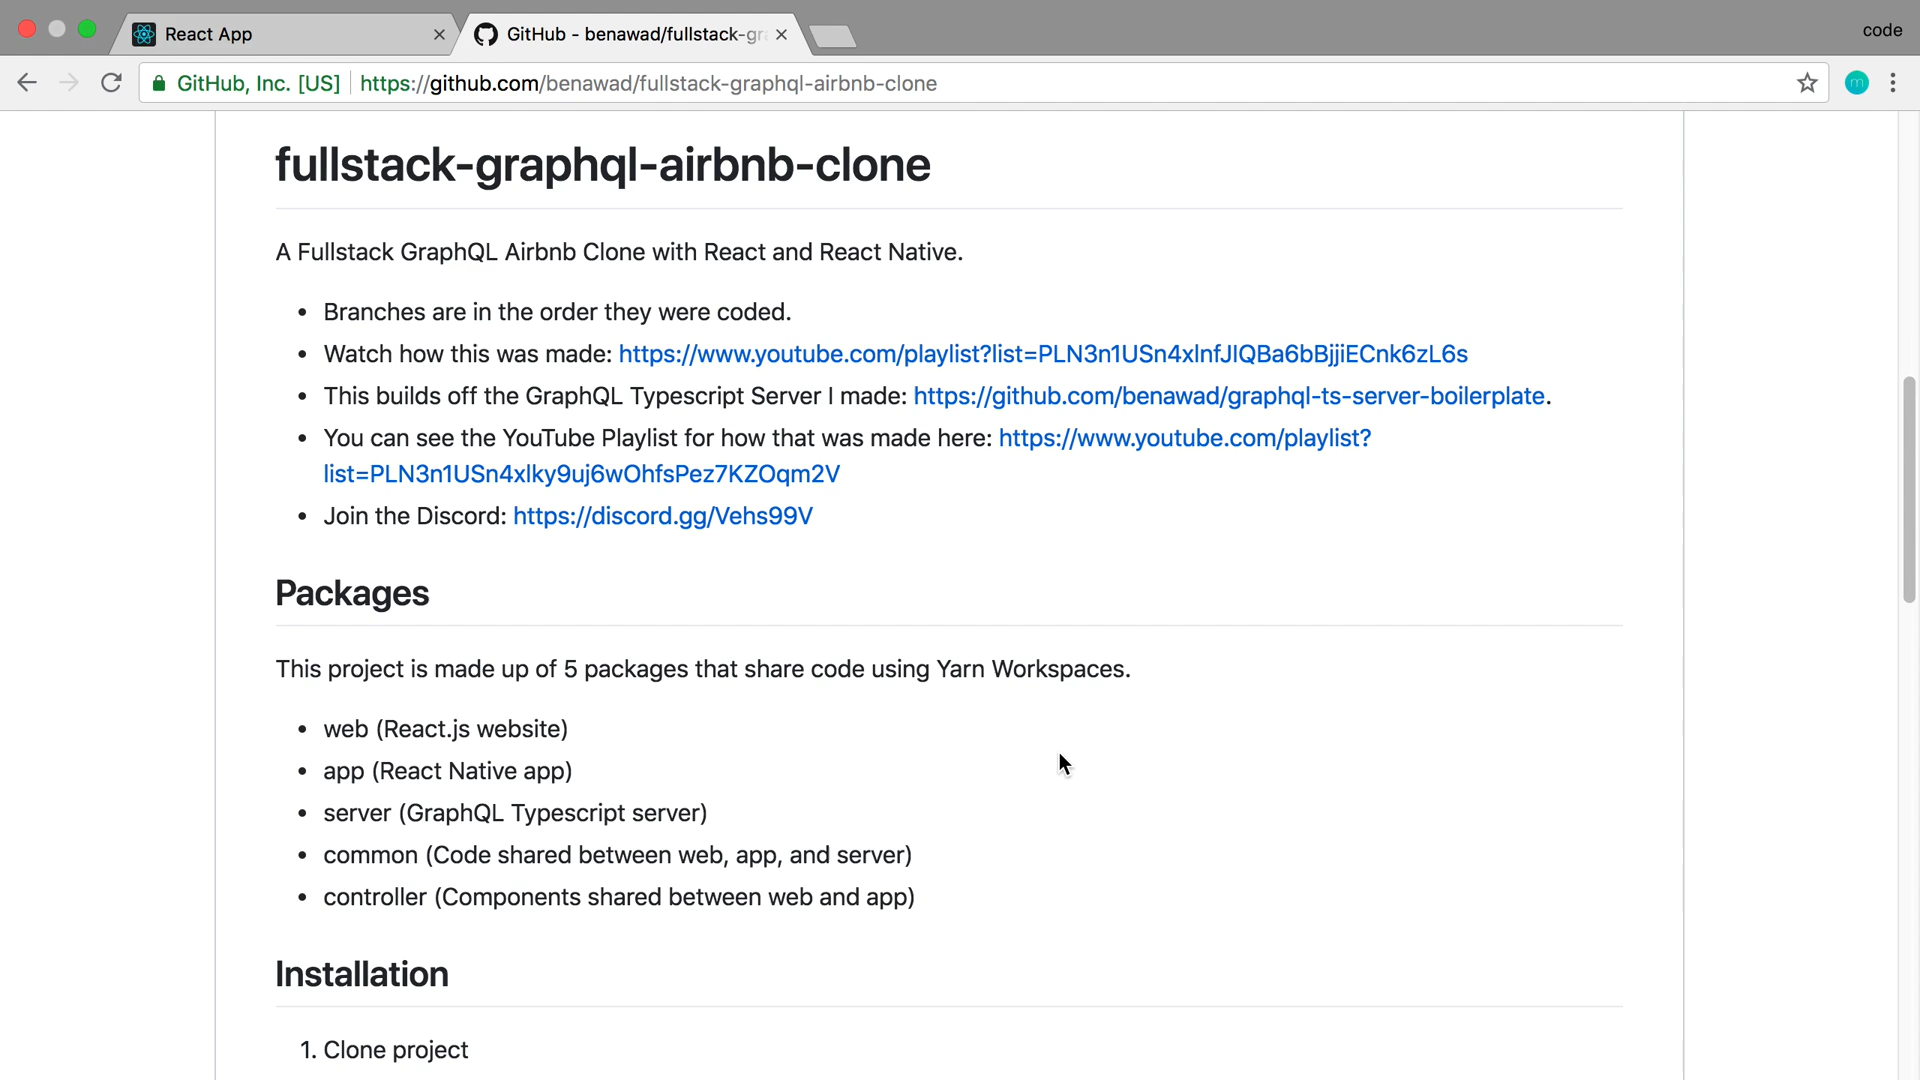 React App
GitHub - benawad/fullstack-gr
code
GitHub, Inc. [US] https://github.com/benawad/fullstack-graphql-airbnb-clone
m
fullstack-graphql-airbnb-clone
A Fullstack GraphQL Airbnb Clone with React and React Native.
• Branches are in the order they were coded.
• Watch how this was made: https://www.youtube.com/playlist?list=PLN3n1USn4xlnfJIQBa6bBjjiECnk6zL6s
• This builds off the GraphQL Typescript Server I made: https://github.com/benawad/graphql-ts-server-boilerplate.
• You can see the YouTube Playlist for how that was made here: https://www.youtube.com/playlist?
list=PLN3n1USn4xlky9uj6wOhfsPez7KZOqm2V
• Join the Discord: https://discord.gg/Vehs99V
Packages
This project is made up of 5 packages that share code using Yarn Workspaces.
• web (React.js website)
• app (React Native app)
• server (GraphQL Typescript server)
• common (Code shared between web, app, and server)
• controller (Components shared between web and app)
Installation
1. Clone project